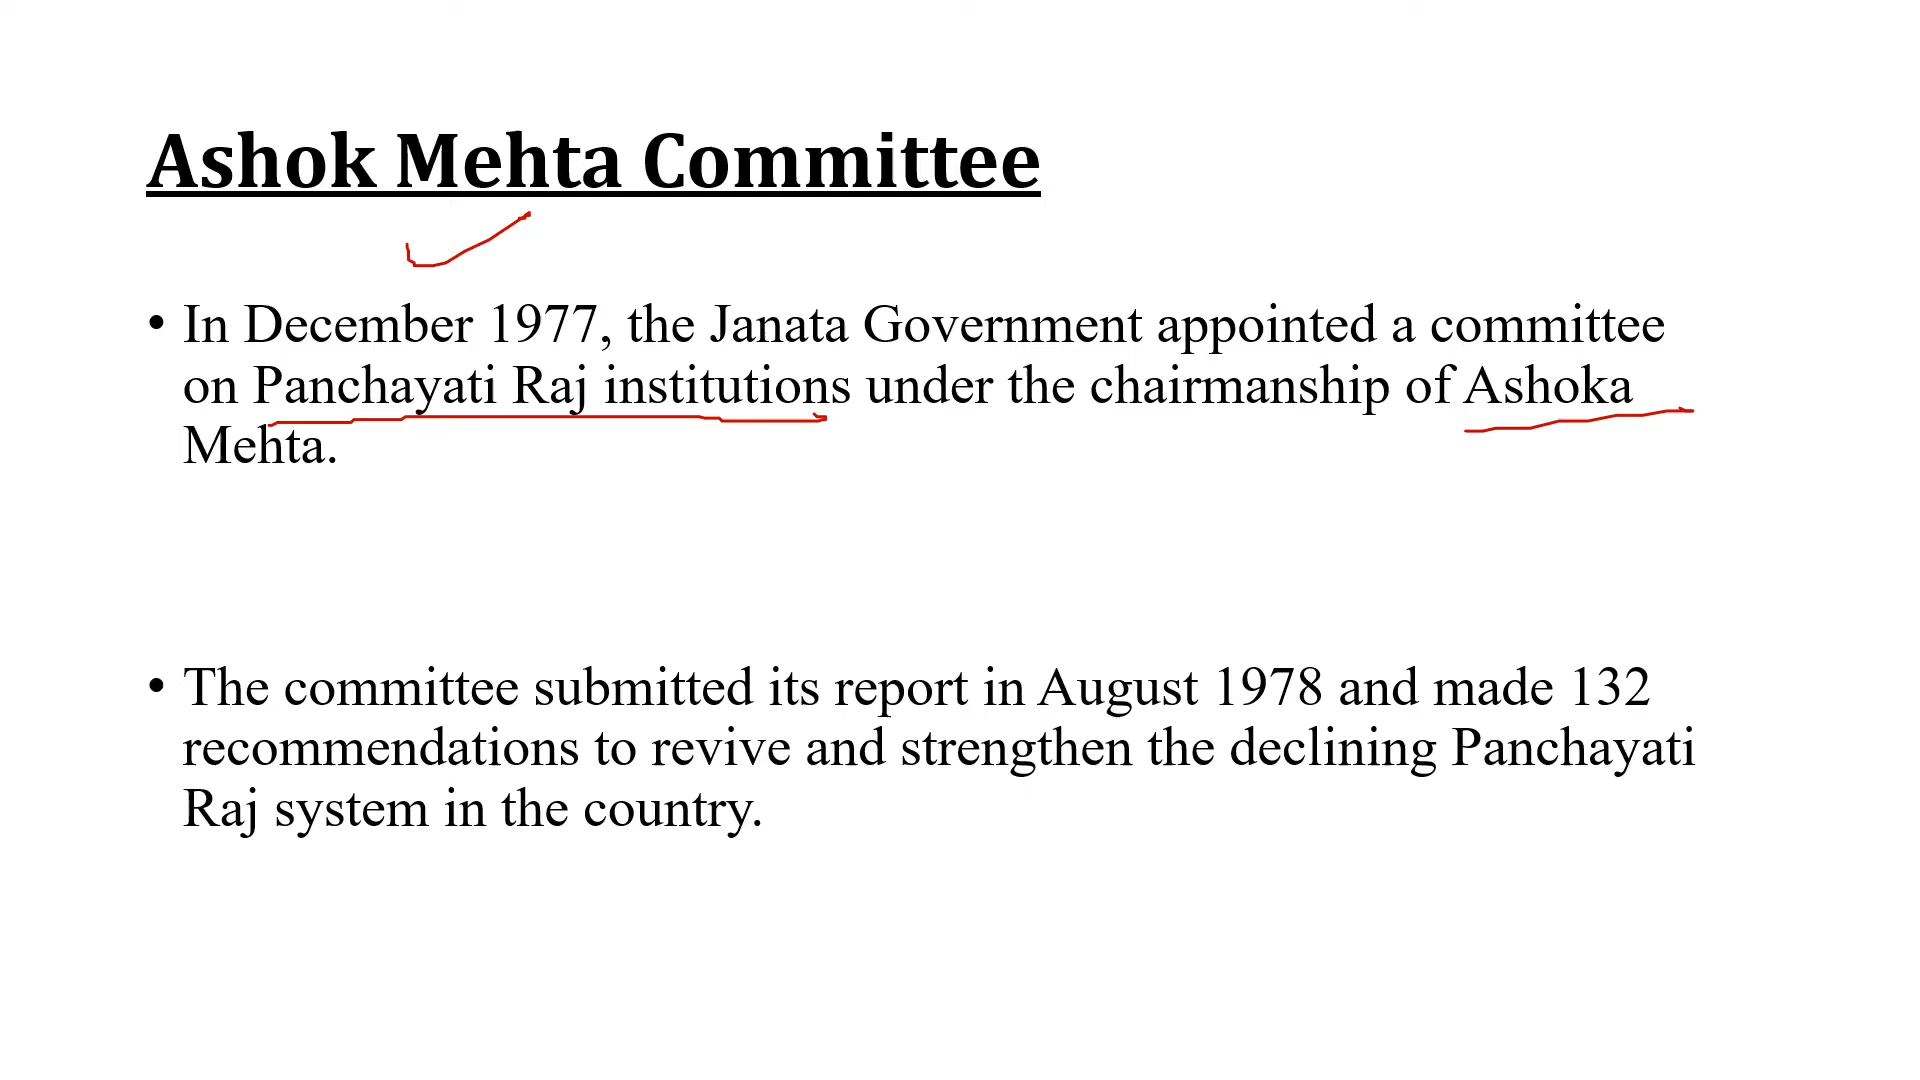 Ashok Mehta Committee
• In December 1977, the Janata Government appointed a committee
on Panchayati Raj institutions under the chairmanship of Ashoka
Mehta.
• The committee submitted its report in August 1978 and made 132
recommendations to revive and strengthen the declining Panchayati
Raj system in the country.